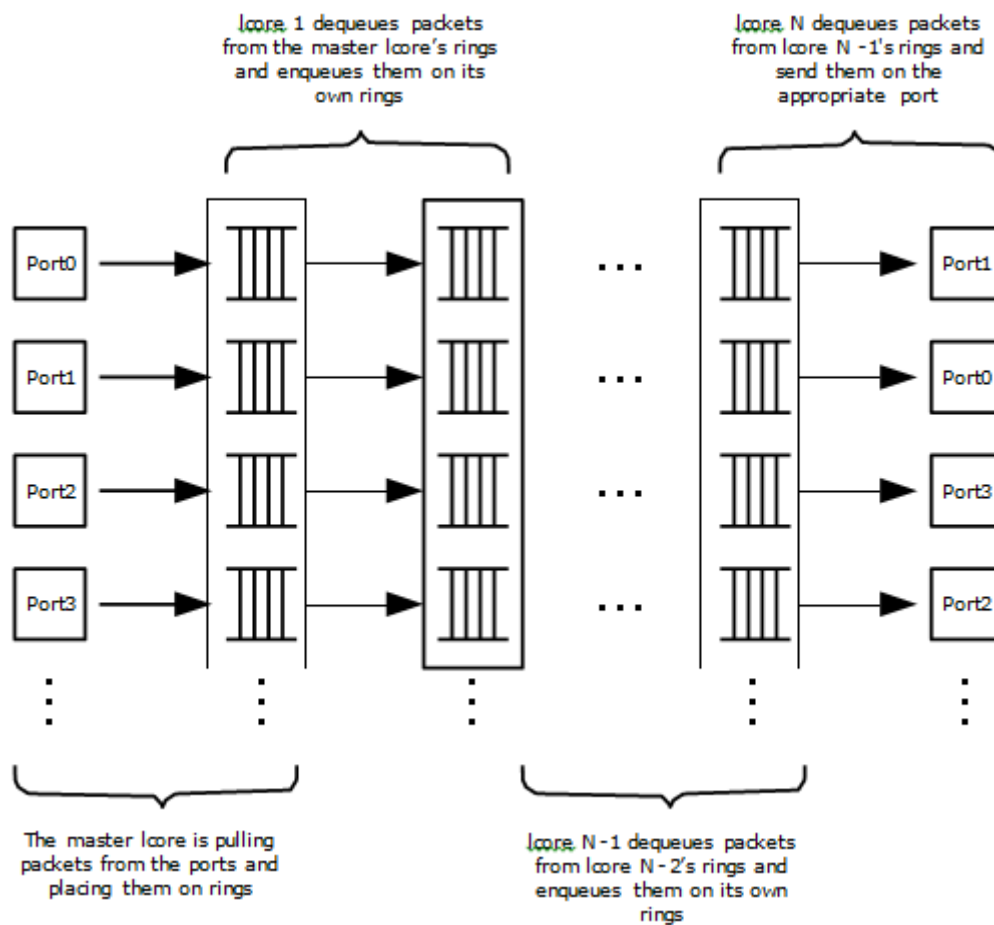 lcore 1 dequeues packets
from the master lcore's rings
and enqueues them on its
own rings
lcore N dequeues packets
from lcore N -1's rings and
send them on the
appropriate port
Port0
Port1
Port1
Port0
Port2
Port3
Port3
Port2
The master lcore is pulling
packets from the ports and
placing them on rings
lcore N-1 dequeues packets
from lcore N-2's rings and
enqueues them on its own
rings